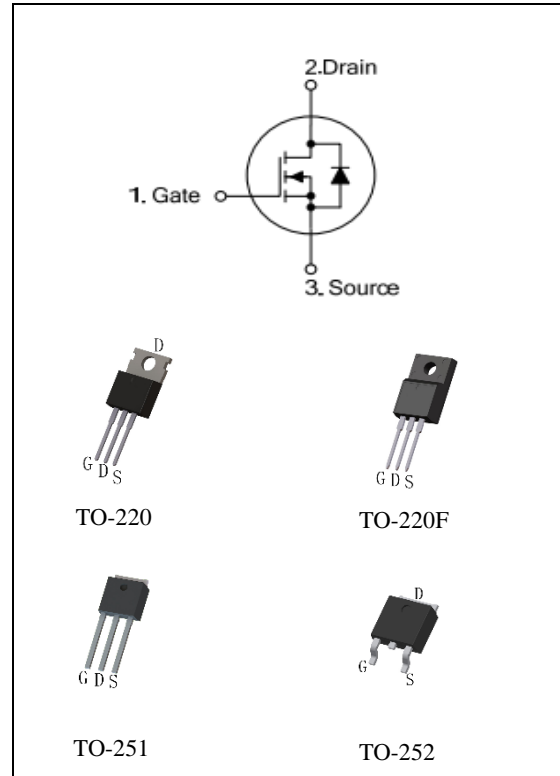 2.Drain
1. Gate
3. Source
D
G D S
TO-220
G D S
TO-220F
G D S
TO-251
D
G S
TO-252